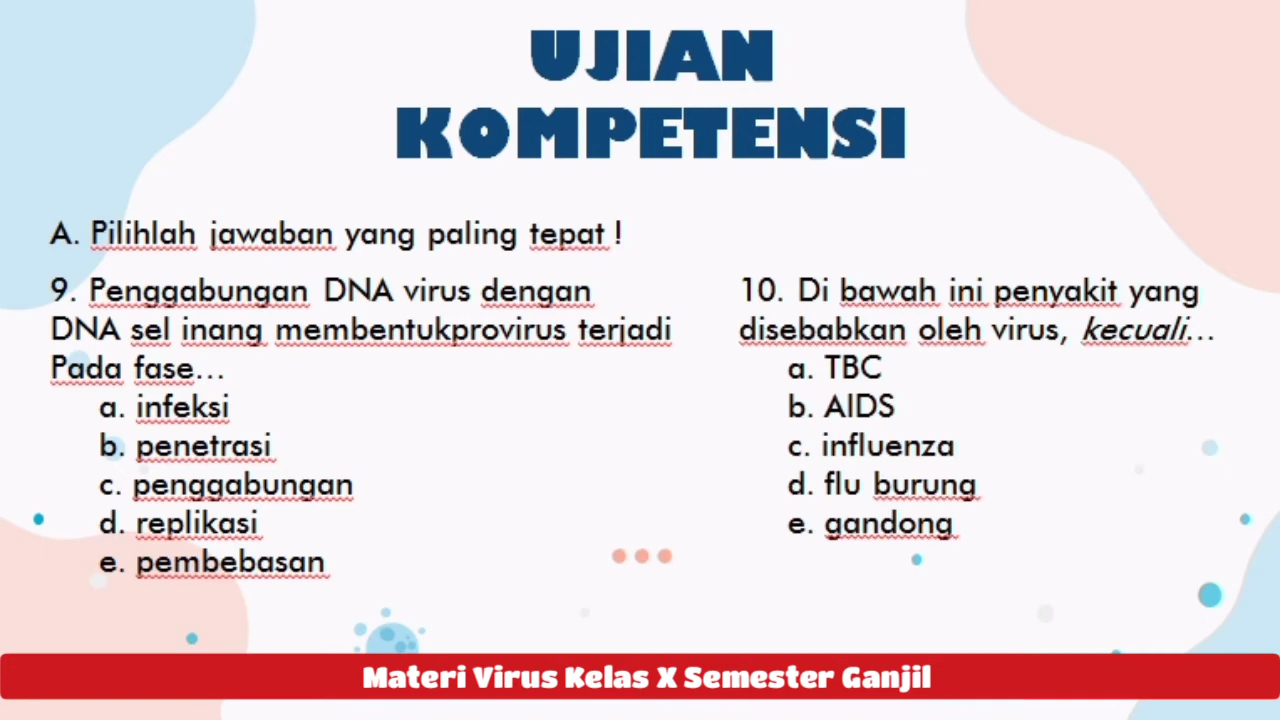 UJIAN
KOMPETENSI
A. Pilihlah jawaban yang paling tepat !
9. Penggabungan DNA virus dengan
DNA sel inang membentukprovirus terjadi
Pada fase...
a. infeksi
b. penetrasi
c. penggabungan
d. replikasi
e. pembebasan
10. Di bawah ini penyakit yang
disebabkan oleh virus, kecuali...
a. TBC
b. AIDS
c. influenza
d. flu burung
e. gandong
Materi Virus Kelas X Semester Ganjil